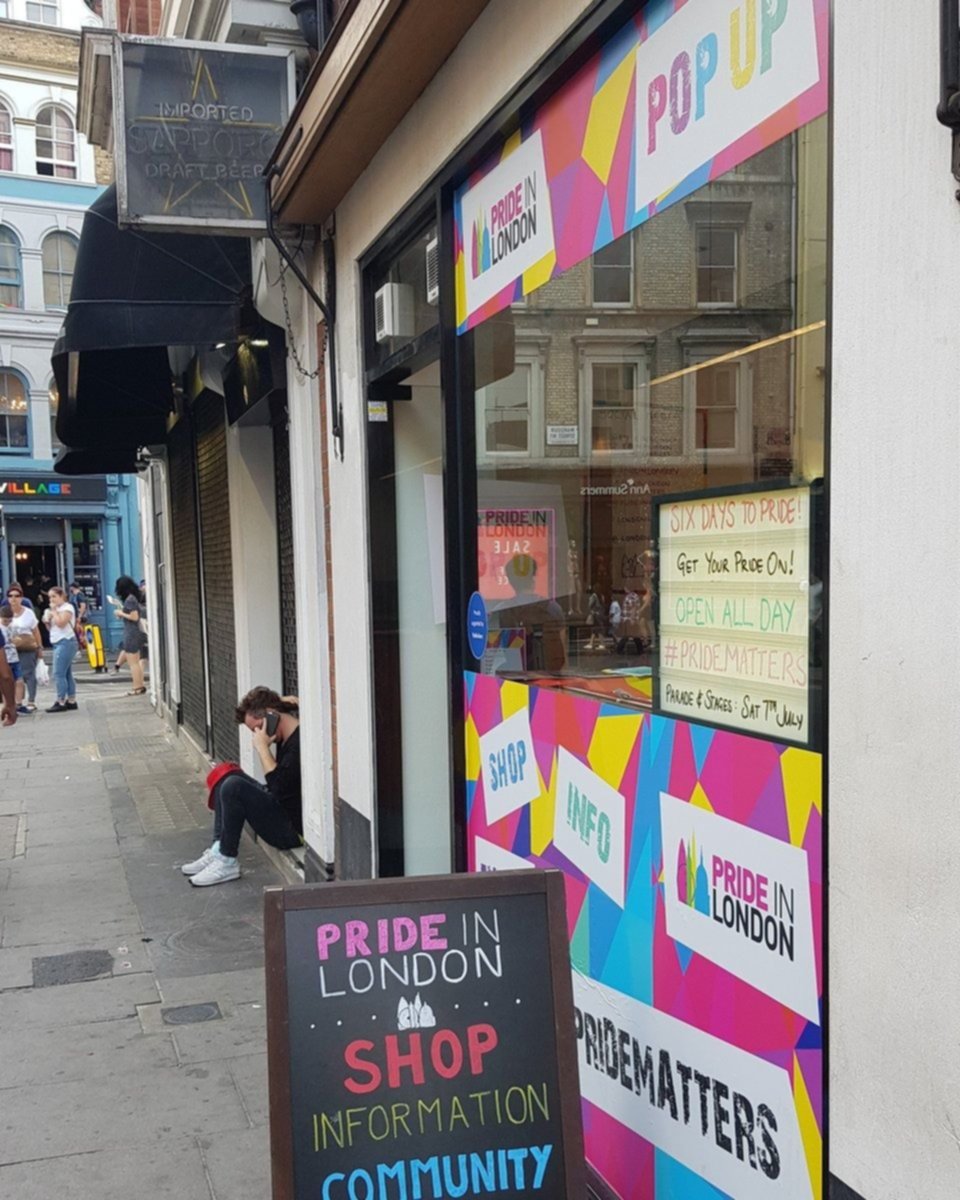 IMPORTED
SAPPORO
DRAFT BEER
POP UP
PRIDE IN
LONDON
VILLAGE
Ann Summers
PRIDE IN
LONDON
SALE
SIX DAYS TO PRIDE!
GET YOUR PRIDE ON!
OPEN ALL DAY
#PRIDEMATTERS
PARADE & STAGES: SAT 7TH JULY
SHOP
INFO
PRIDE IN
LONDON
PRIDEMATTERS
PRIDE IN
LONDON
SHOP
INFORMATION
COMMUNITY